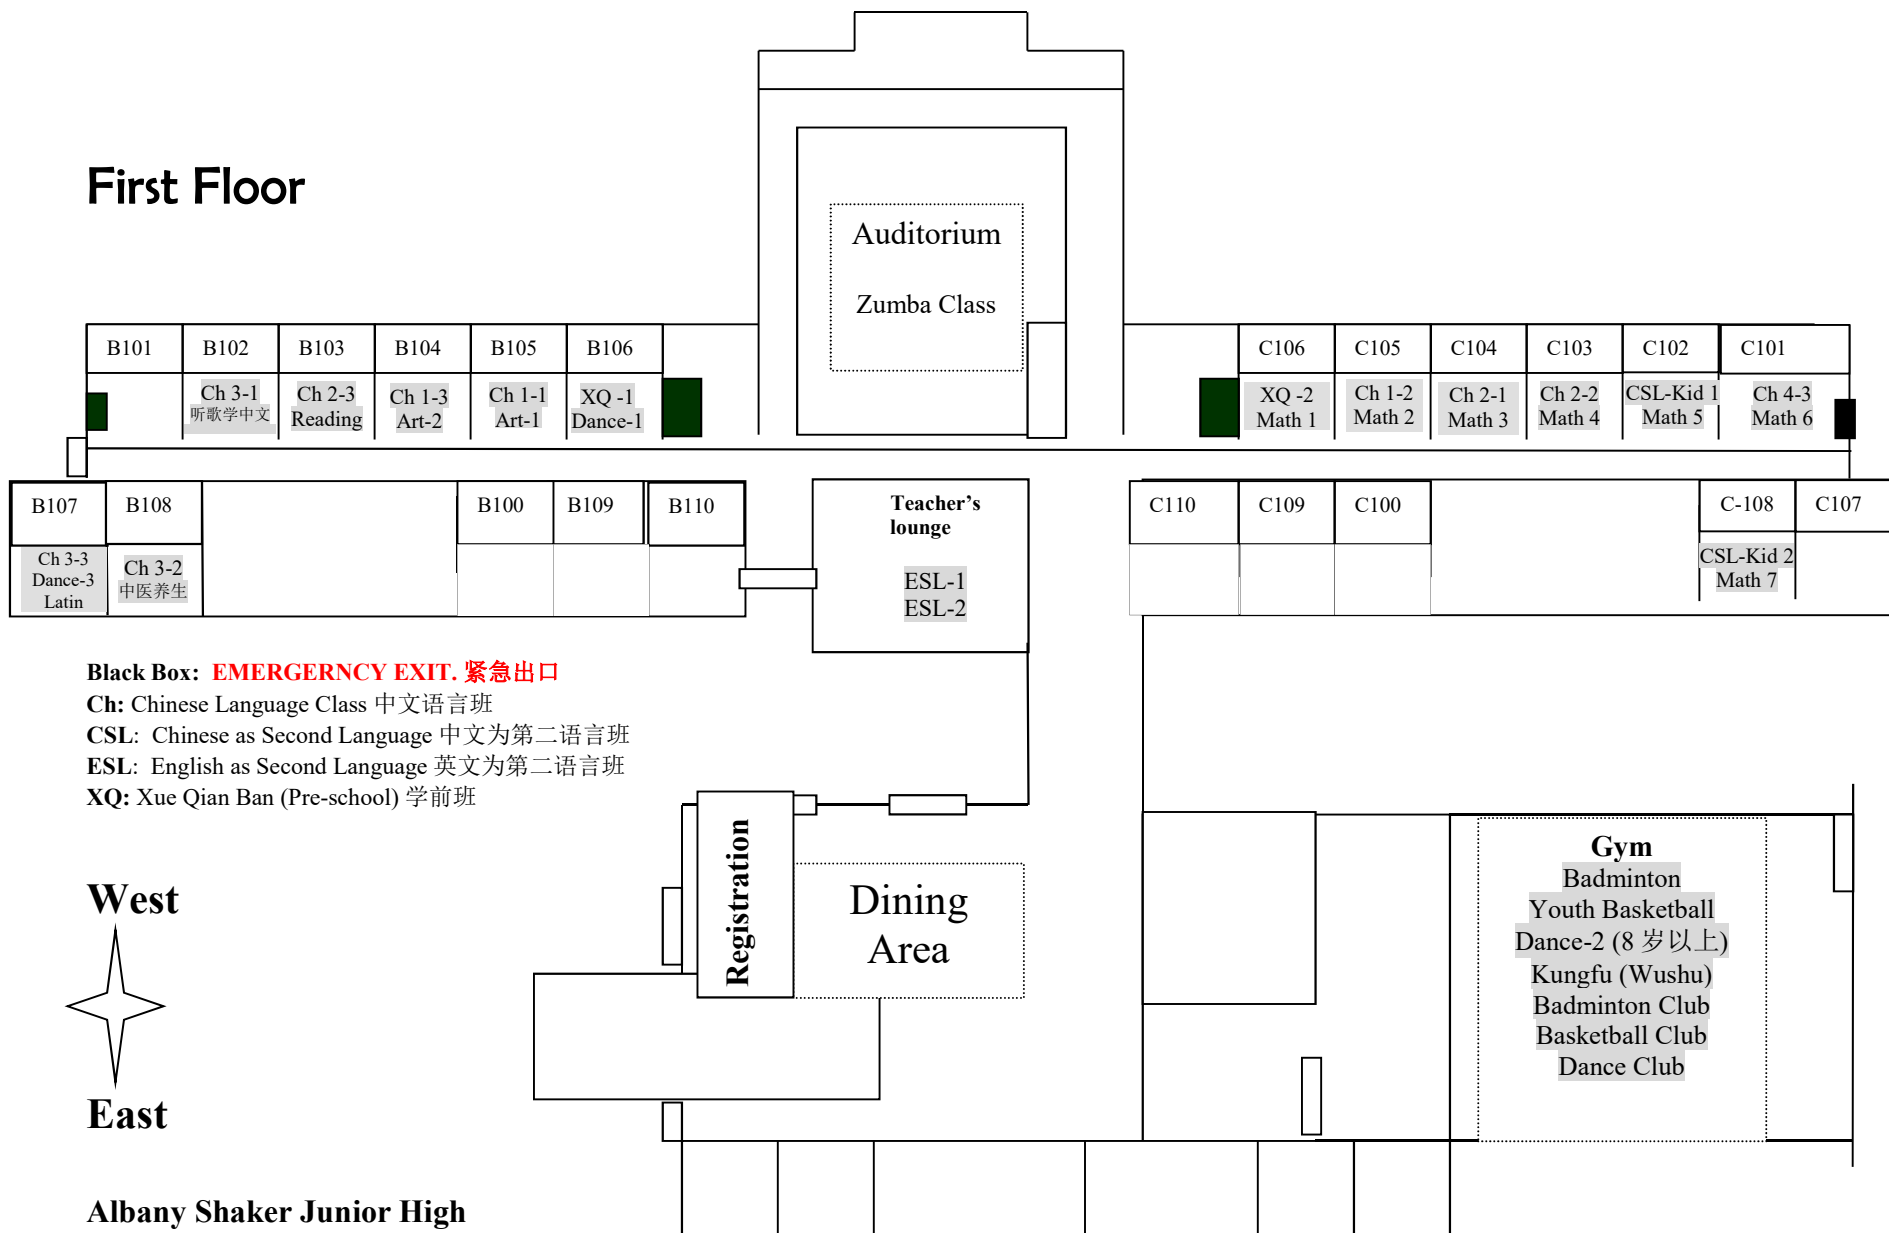 First Floor
Auditorium
Zumba Class
B101 B102 B103 B104 B105 B106
Ch 3-1 Ch 2-3 Ch 1-3 Ch 1-1 XQ -1
听歌学中文 Reading Art-2 Art-1 Dance-1
C106 C105 C104 C103 C102 C101
XQ -2 Ch 1-2 Ch 2-1 Ch 2-2 CSL-Kid 1 Ch 4-3
Math 1 Math 2 Math 3 Math 4 Math 5 Math 6
B107 B108 B100 B109 B110
Ch 3-3
Dance-3
Latin
Ch 3-2
中医养生
Teacher’s
lounge
ESL-1
ESL-2
C110 C109 C100 C-108 C107
CSL-Kid 2
Math 7
Black Box: EMERGERNCY EXIT. 紧急出口
Ch: Chinese Language Class 中文语言班
CSL: Chinese as Second Language 中文为第二语言班
ESL: English as Second Language 英文为第二语言班
XQ: Xue Qian Ban (Pre-school) 学前班
Registration
Dining
Area
Gym
Badminton
Youth Basketball
Dance-2 (8 岁以上)
Kungfu (Wushu)
Badminton Club
Basketball Club
Dance Club
West
East
Albany Shaker Junior High